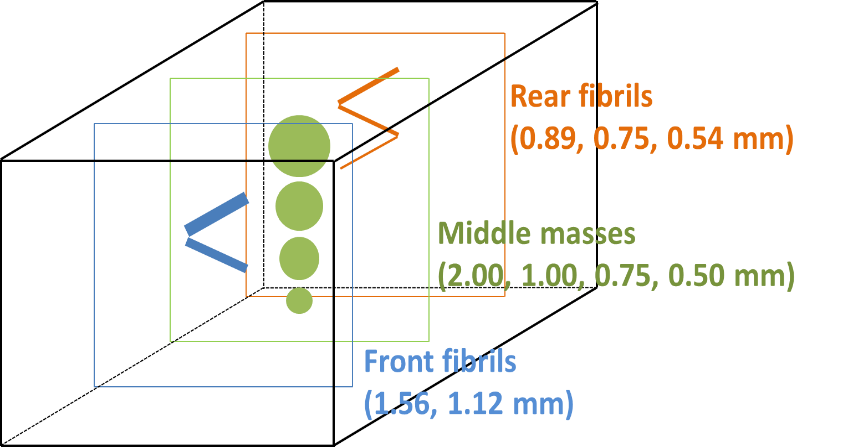 Rear fibrils
(0.89, 0.75, 0.54 mm)
Middle masses
(2.00, 1.00, 0.75, 0.50 mm)
Front fibrils
(1.56, 1.12 mm)